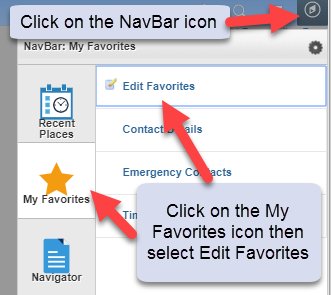 Click on the NavBar icon
NavBar: My Favorites
Edit Favorites
Recent
Places
Contact Details
My Favorites
Emergency Contacts
Click on the My
Favorites icon then
select Edit Favorites
Navigator